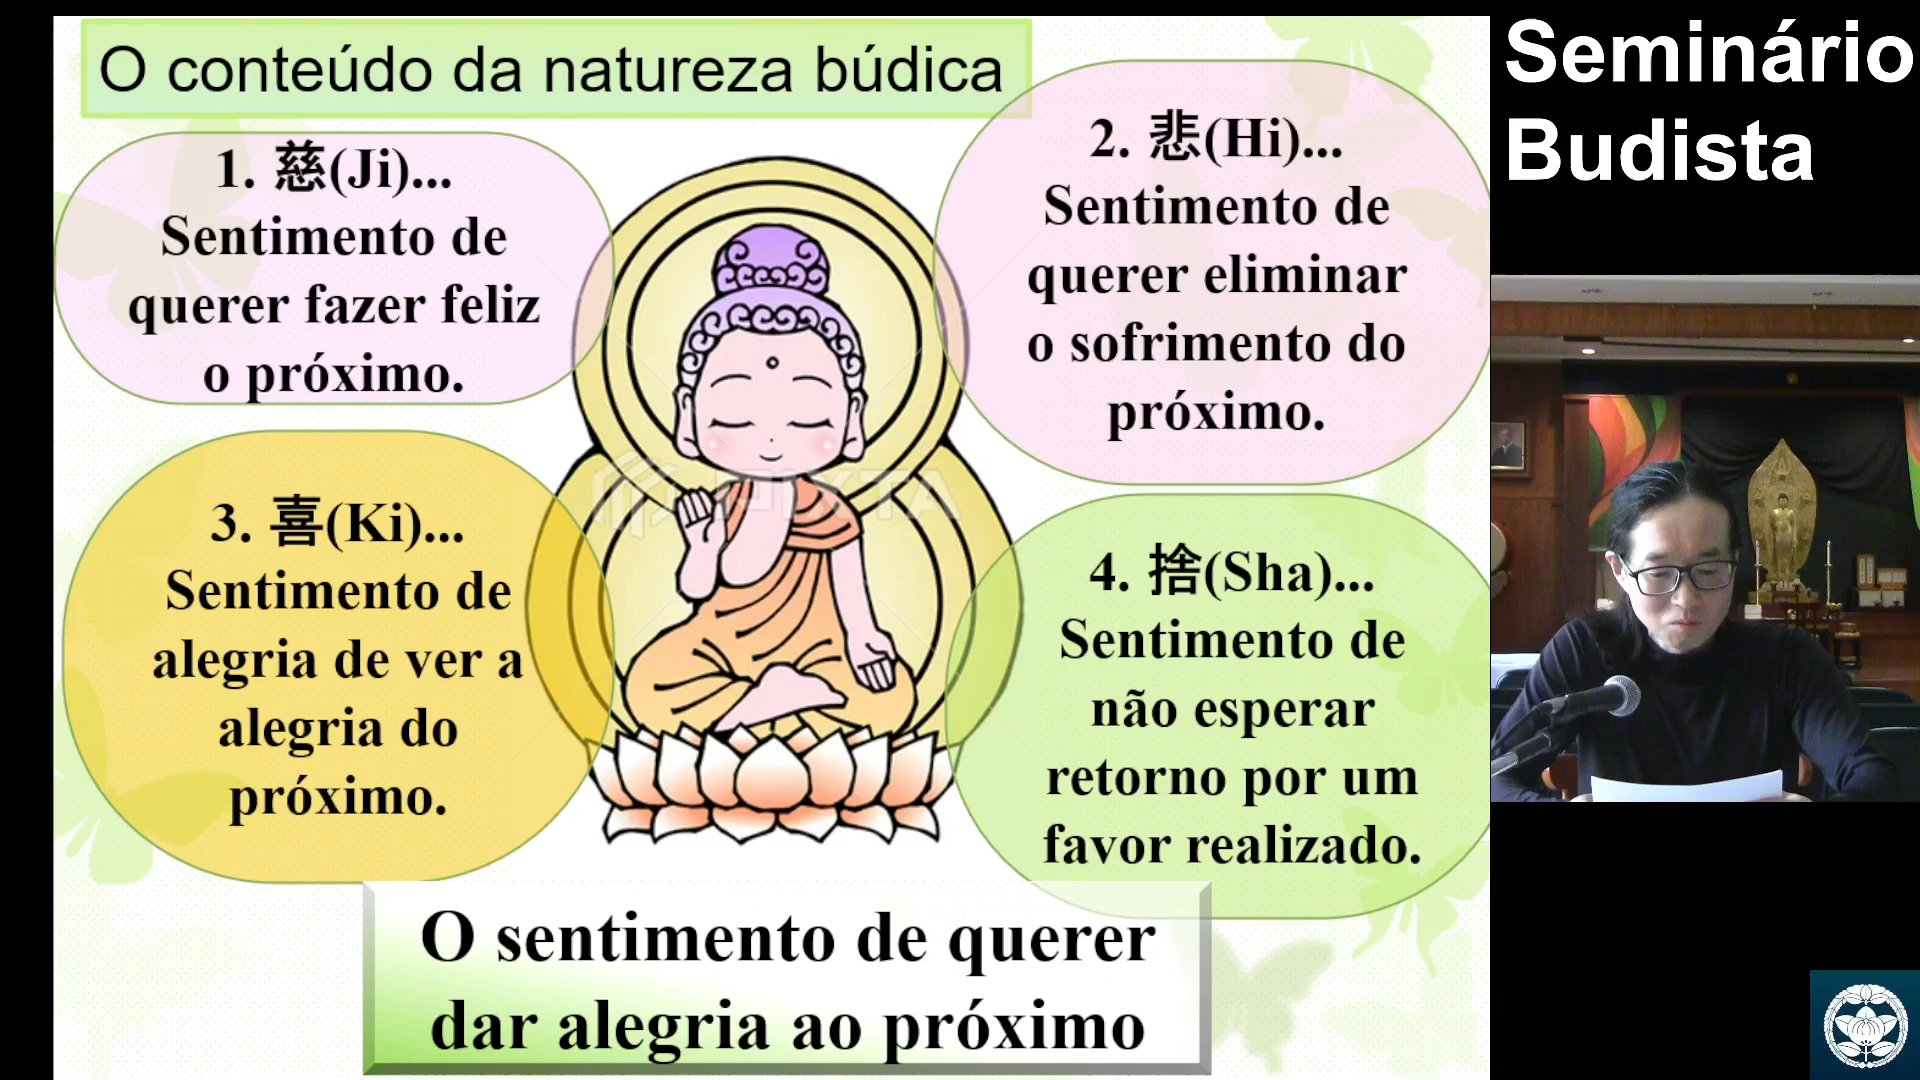 O conteúdo da natureza búdica
1. 慈(Ji)...
Sentimento de
querer fazer feliz
o próximo.
2. 悲(Hi)...
Sentimento de
querer eliminar
o sofrimento do
próximo.
3. 喜(Ki)...
Sentimento de
alegria de ver a
alegria do
próximo.
4. 捨(Sha)...
Sentimento de
não esperar
retorno por um
favor realizado.
O sentimento de querer
dar alegria ao próximo
PIXTA
Seminário
Budista